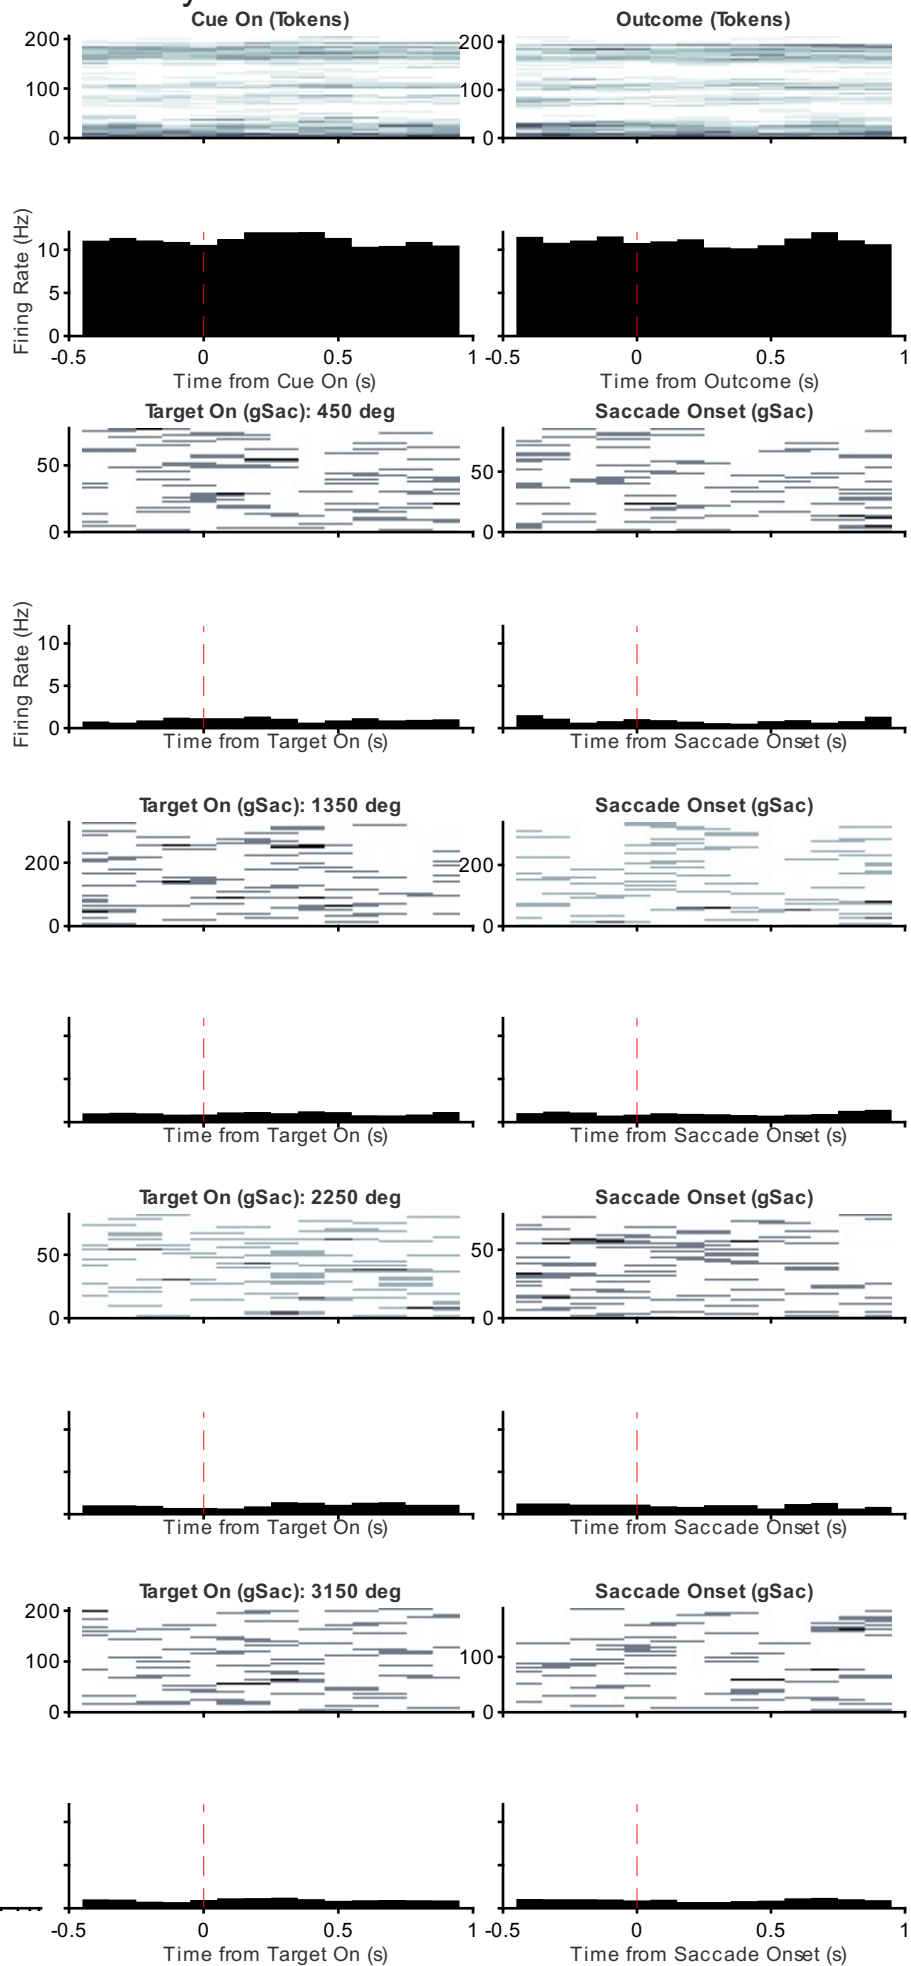 y
Cue On (Tokens)
Outcome (Tokens)
200
100
0
200
100
0
Firing Rate (Hz)
10
5
0
-0.5 0 0.5 1
-0.5 0 0.5 1
Time from Cue On (s)
Time from Outcome (s)
Target On (gSac): 450 deg
Saccade Onset (gSac)
50
0
50
0
Firing Rate (Hz)
10
5
0
0
Time from Target On (s)
Time from Saccade Onset (s)
Target On (gSac): 1350 deg
Saccade Onset (gSac)
200
0
200
0
Time from Target On (s)
Time from Saccade Onset (s)
Target On (gSac): 2250 deg
Saccade Onset (gSac)
50
0
50
0
Time from Target On (s)
Time from Saccade Onset (s)
Target On (gSac): 3150 deg
Saccade Onset (gSac)
200
100
0
100
0
-0.5 0 0.5 1
-0.5 0 0.5 1
Time from Target On (s)
Time from Saccade Onset (s)